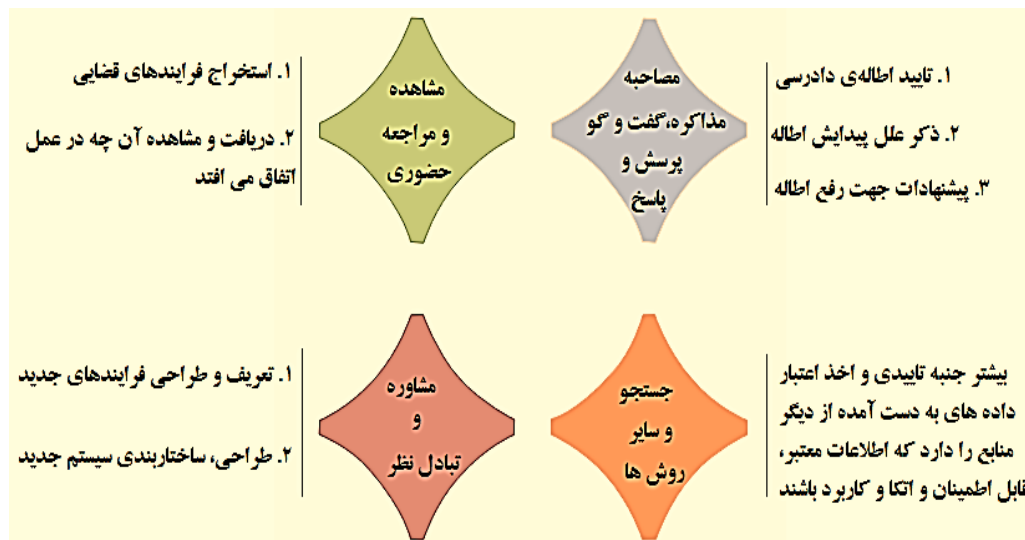 مصاحبه
مذاکره،گفت و گو
پرسش و
پاسخ
۱. تایید اطاله‌ی دادرسی
۲. ذکر علل پیدایش اطاله
۳. پیشنهادات جهت رفع اطاله
مشاهده
و مراجعه
حضوری
۱. استخراج فرایندهای قضایی
۲. دریافت و مشاهده آن چه در عمل
اتفاق می افتد
جستجو
و سایر
روش ها
بیشتر جنبه تاییدی و اخذ اعتبار
داده های به دست آمده از دیگر
منابع را دارد که اطلاعات معتبر،
قابل اطمینان و اتکا و کاربرد باشند
مشاوره
و
تبادل نظر
۱. تعریف و طراحی فرایندهای جدید
۲. طراحی، ساختاربندی سیستم جدید